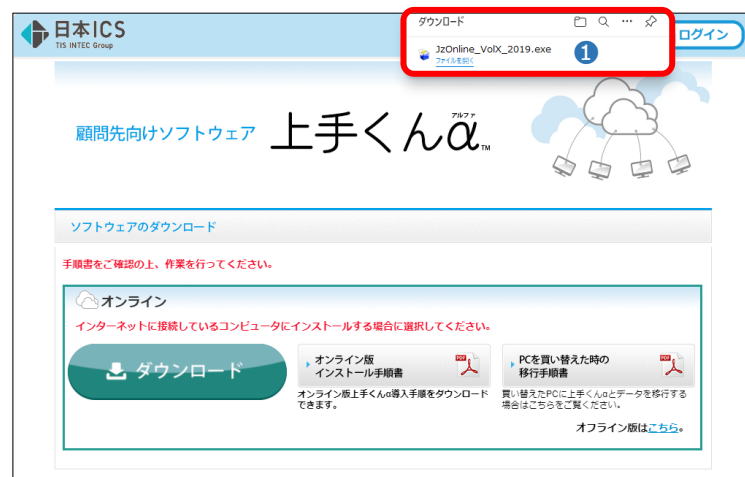 日本ICS
TIS INTEC Group
ダウンロード
JzOnline_VolX_2019.exe
ファイルを開く
1
ログイン
顧問先向けソフトウェア 上手くんα™
アルファ
ソフトウェアのダウンロード
手順書をご確認の上、作業を行ってください。
オンライン
インターネットに接続しているコンピュータにインストールする場合に選択してください。
ダウンロード
オンライン版
インストール手順書
PDF
オンライン版上手くんα導入手順をダウンロード
できます。
PCを買い替えた時の
移行手順書
PDF
買い替えたPCに上手くんαとデータを移行する
場合はこちらをご覧ください。
オフライン版はこちら。